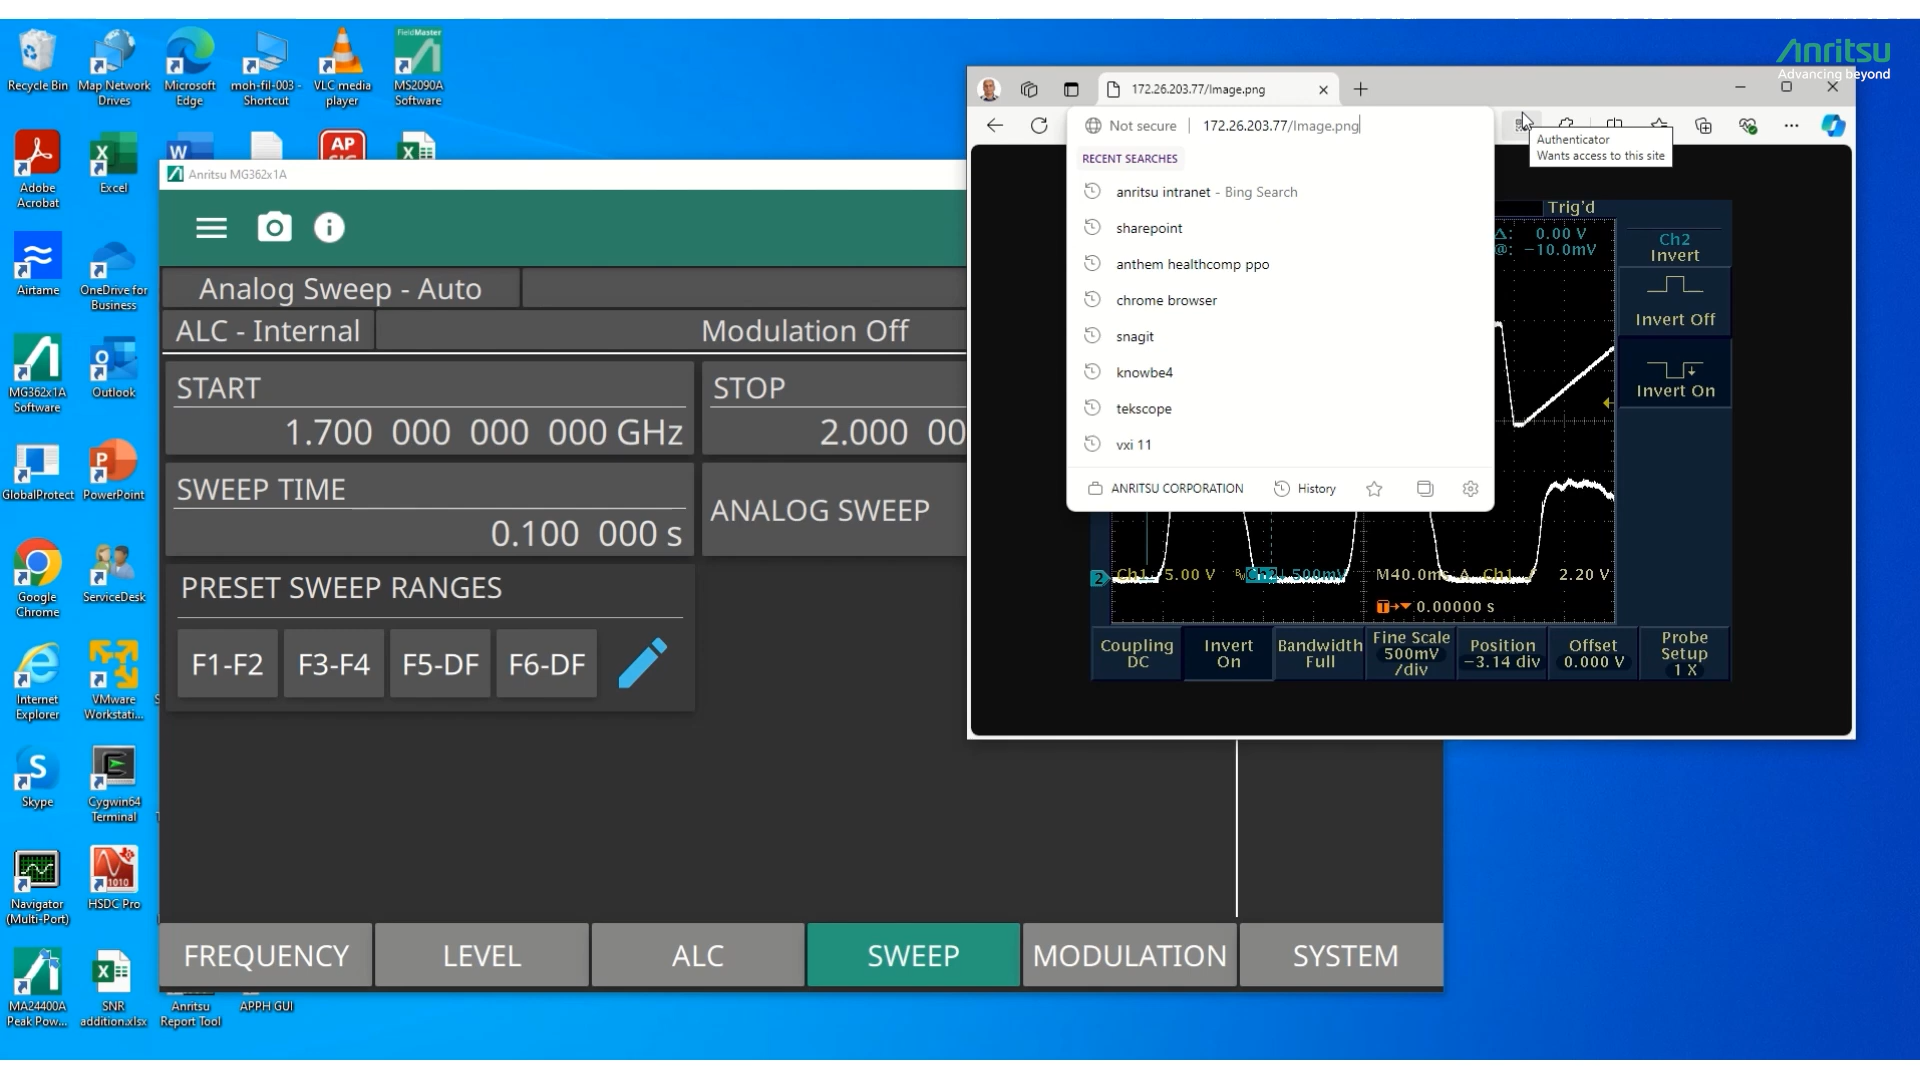 Anritsu
Advancing beyond
Recycle Bin
Map Network
Drives
Microsoft
Edge
moh-fil-003 -
Shortcut
VLC media
player
FieldMaster
MS2090A
Software
Adobe
Acrobat
Excel
Airtame
OneDrive for
Business
MG362x1A
Software
Outlook
GlobalProtect
PowerPoint
Google
Chrome
ServiceDesk
Internet
Explorer
VMware
Workstati...
Skype
Cygwin64
Terminal
Navigator
(Multi-Port)
HSDC Pro
MA24400A
Peak Pow...
SNR
addition.xlsx
Anritsu
Report Tool
APPH GUI
Anritsu MG362x1A
Analog Sweep - Auto
ALC - Internal
Modulation Off
START
1.700 000 000 000 GHz
STOP
2.000 00
SWEEP TIME
0.100 000 s
ANALOG SWEEP
PRESET SWEEP RANGES
F1-F2
F3-F4
F5-DF
F6-DF
FREQUENCY
LEVEL
ALC
SWEEP
MODULATION
SYSTEM
172.26.203.77/Image.png
Not secure
172.26.203.77/Image.png
Authenticator
Wants access to this site
RECENT SEARCHES
anritsu intranet - Bing Search
sharepoint
anthem healthcomp ppo
chrome browser
snagit
knowbe4
tekscope
vxi 11
ANRITSU CORPORATION
History
Trig'd
Δ: 0.00 V
@: −10.0mV
Ch2
Invert
Invert Off
Invert On
2
Ch1 5.00 V
Ch2 500mV
M40.0ms
Ch1
2.20 V
0.00000 s
Coupling
DC
Invert
On
Bandwidth
Full
Fine Scale
500mV
/div
Position
−3.14 div
Offset
0.000 V
Probe
Setup
1 X